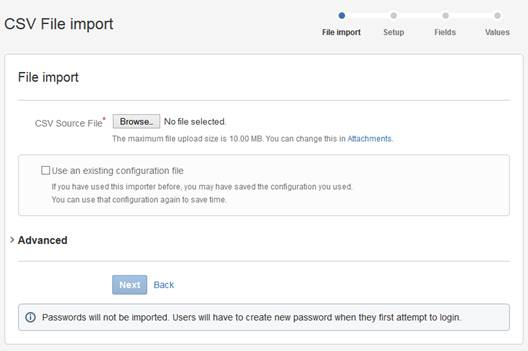 CSV File import
File import
Setup
Fields
Values
File import
CSV Source File*
Browse..
No file selected.
The maximum file upload size is 10.00 MB. You can change this in Attachments.
Use an existing configuration file
If you have used this importer before, you may have saved the configuration you used.
You can use that configuration again to save time.
Advanced
Next
Back
Passwords will not be imported. Users will have to create new password when they first attempt to login.